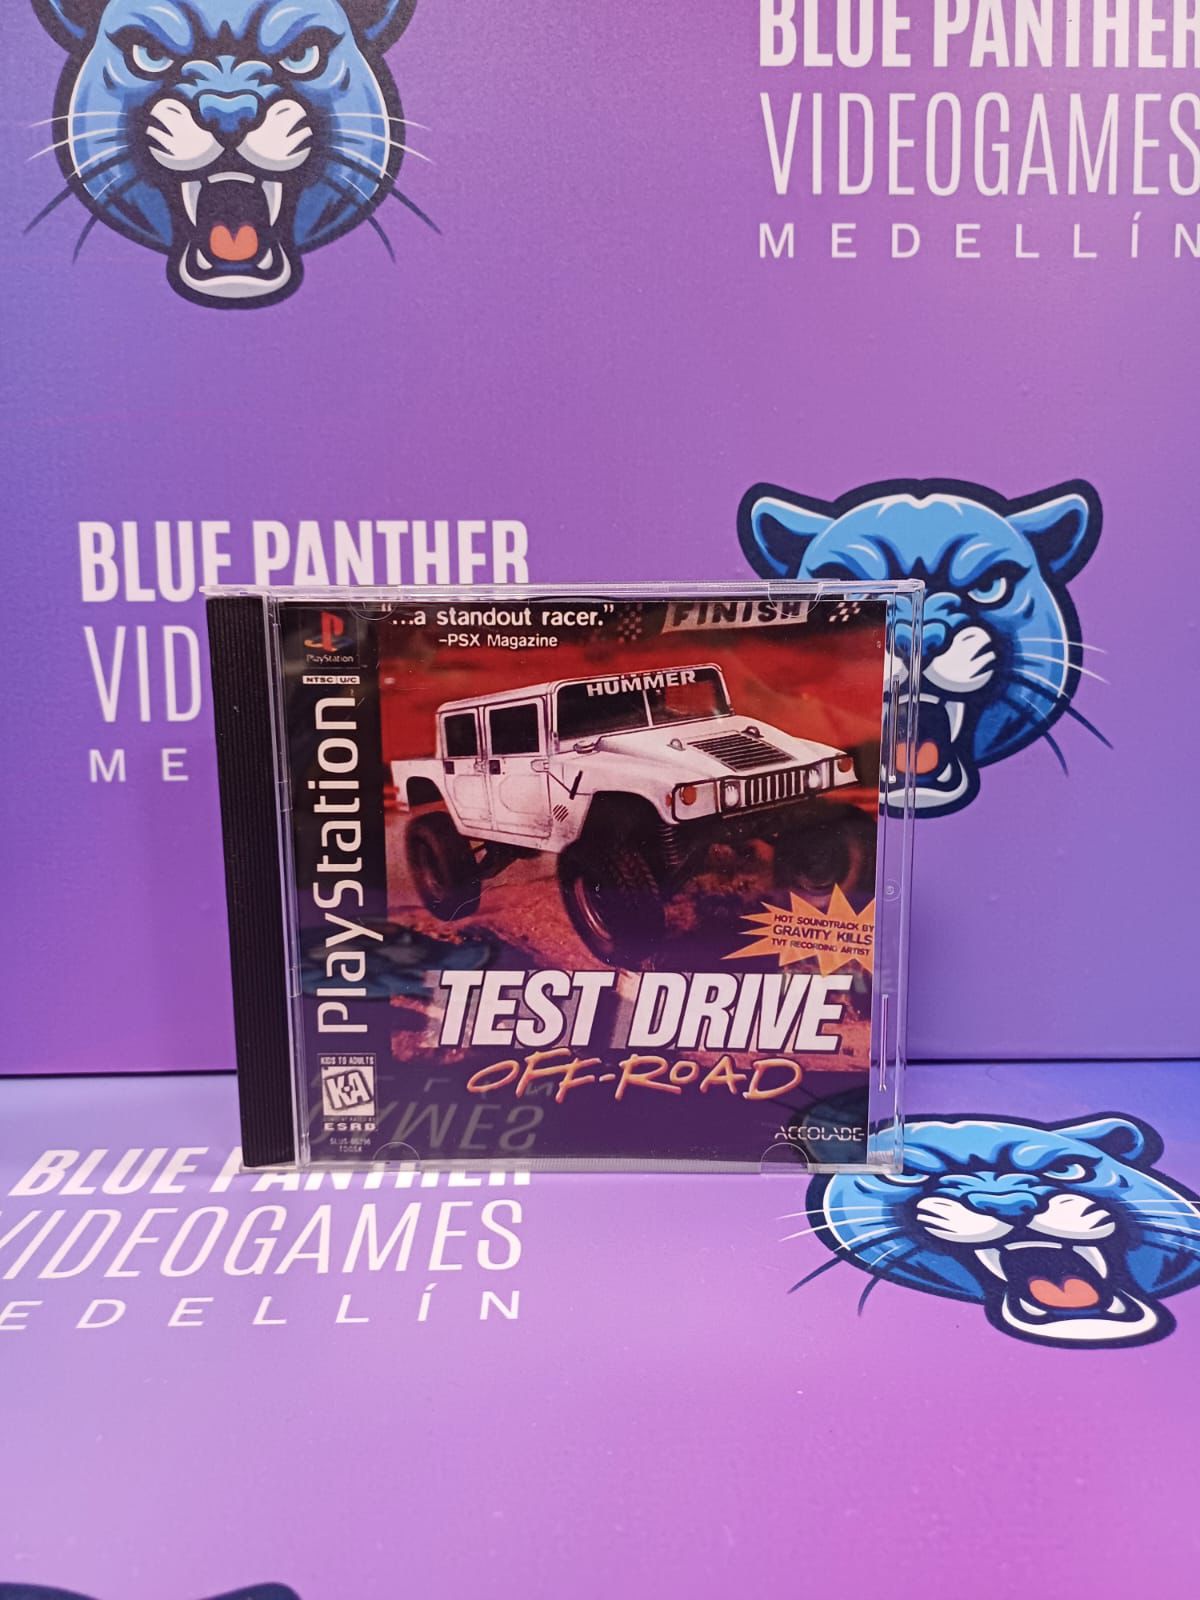 BLUE PANTHER
VIDEOGAMES
MEDELLÍN
BLUE PANTHER
VID
ME
"...a standout racer."
–PSX Magazine
FINISH
PlayStation
NTSC U/C
PlayStation
HUMMER
HOT SOUNDTRACK BY
GRAVITY KILLS
TVT RECORDING ARTIST
TEST DRIVE
OFF-ROAD
KIDS TO ADULTS
K-A
ESRB
ACCOLADE
BLUE PANTHER
VIDEOGAMES
EDELLÍN